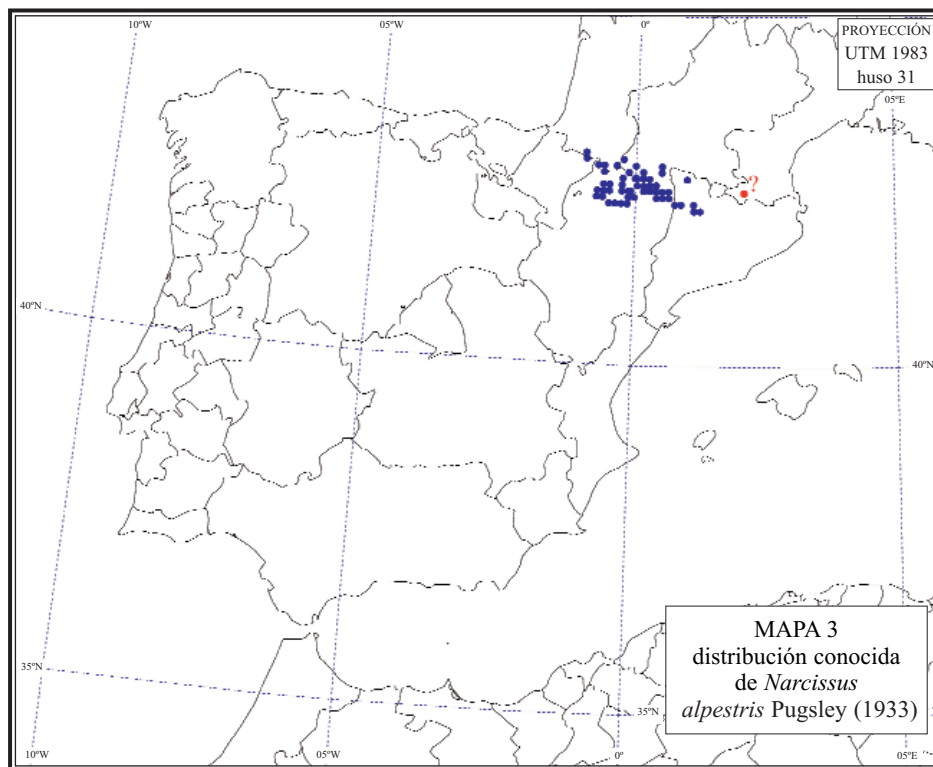 10ºW
05ºW
0º
PROYECCIÓN
UTM 1983
huso 31
05ºE
?
40ºN
40ºN
35ºN
MAPA 3
distribución conocida
de Narcissus
alpestris Pugsley (1933)
35ºN
10ºW
05ºW
0º
05ºE